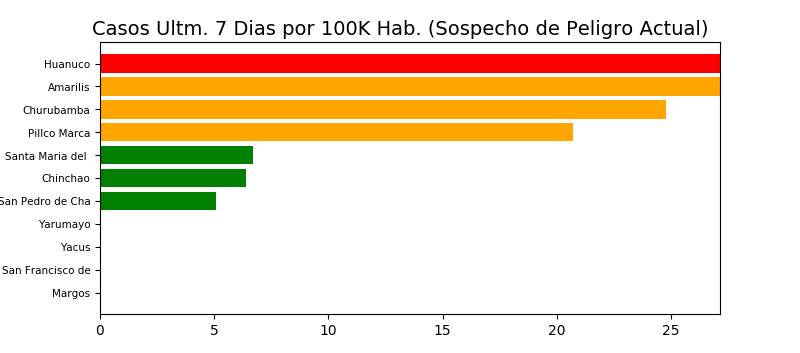 Casos Ultm. 7 Dias por 100K Hab. (Sospecho de Peligro Actual)
Huanuco
Amarilis
Churubamba
Pillco Marca
Santa Maria del
Chinchao
San Pedro de Cha
Yarumayo
Yacus
San Francisco de
Margos
0 5 10 15 20 25